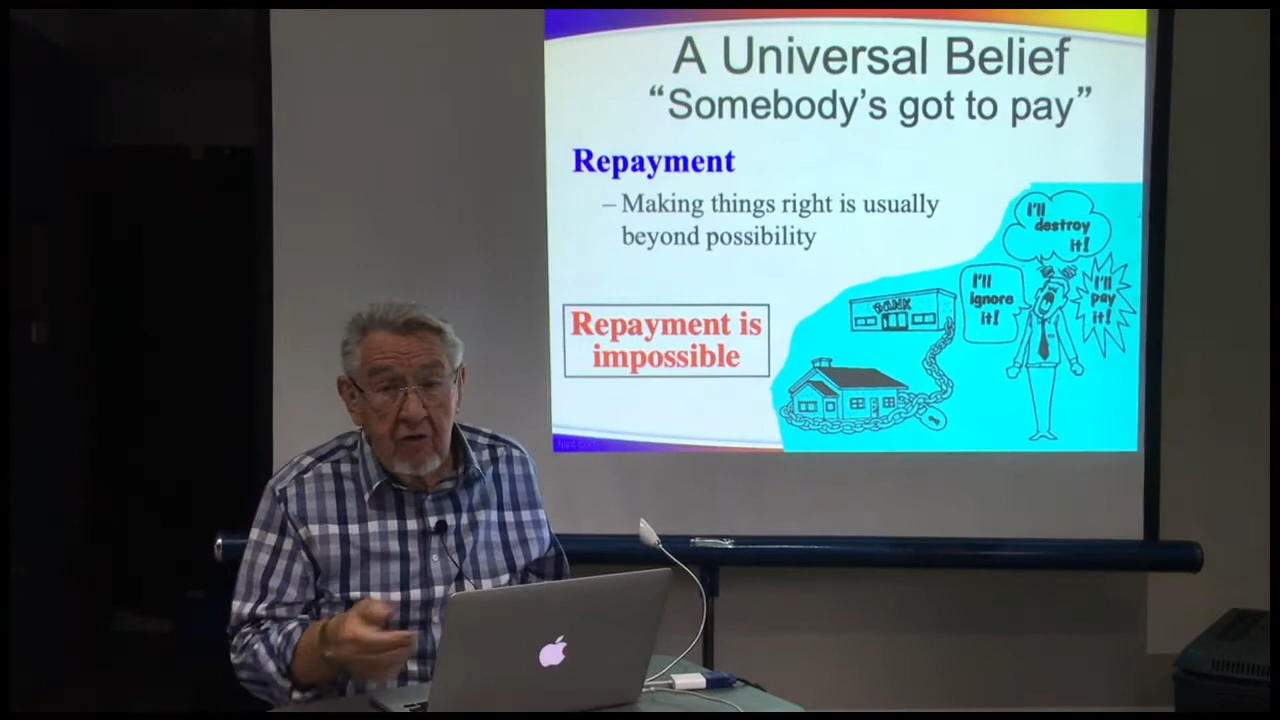 A Universal Belief
“Somebody’s got to pay”
Repayment
– Making things right is usually
beyond possibility
Repayment is
impossible
I'll
destroy
it!
I'll
ignore
it!
I'll
pay
it!
BANK